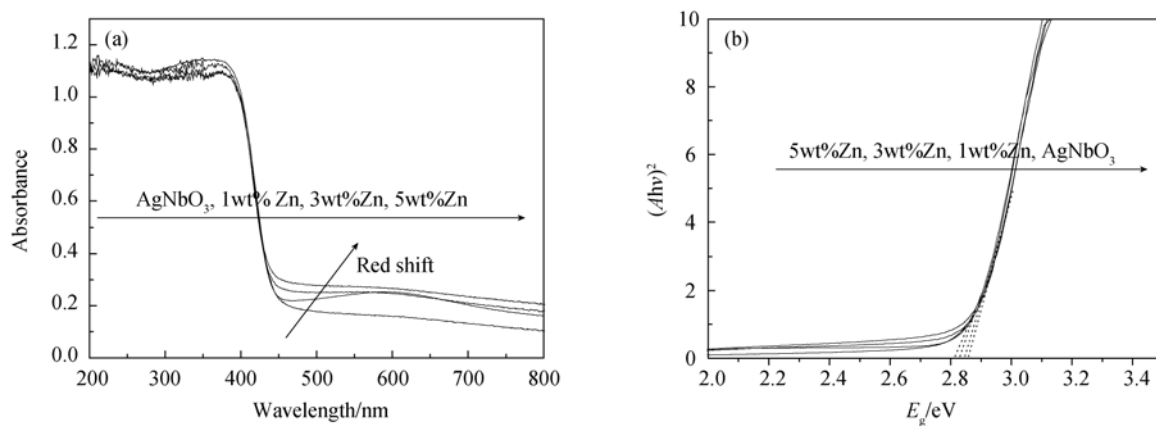 (a)
1.2
1.0
0.8
0.6
0.4
0.2
0.0
Absorbance
AgNbO₃, 1wt% Zn, 3wt%Zn, 5wt%Zn
Red shift
200 300 400 500 600 700 800
Wavelength/nm
(b)
10
8
6
4
2
0
(Ahν)²
5wt%Zn, 3wt%Zn, 1wt%Zn, AgNbO₃
2.0 2.2 2.4 2.6 2.8 3.0 3.2 3.4
Eg/eV